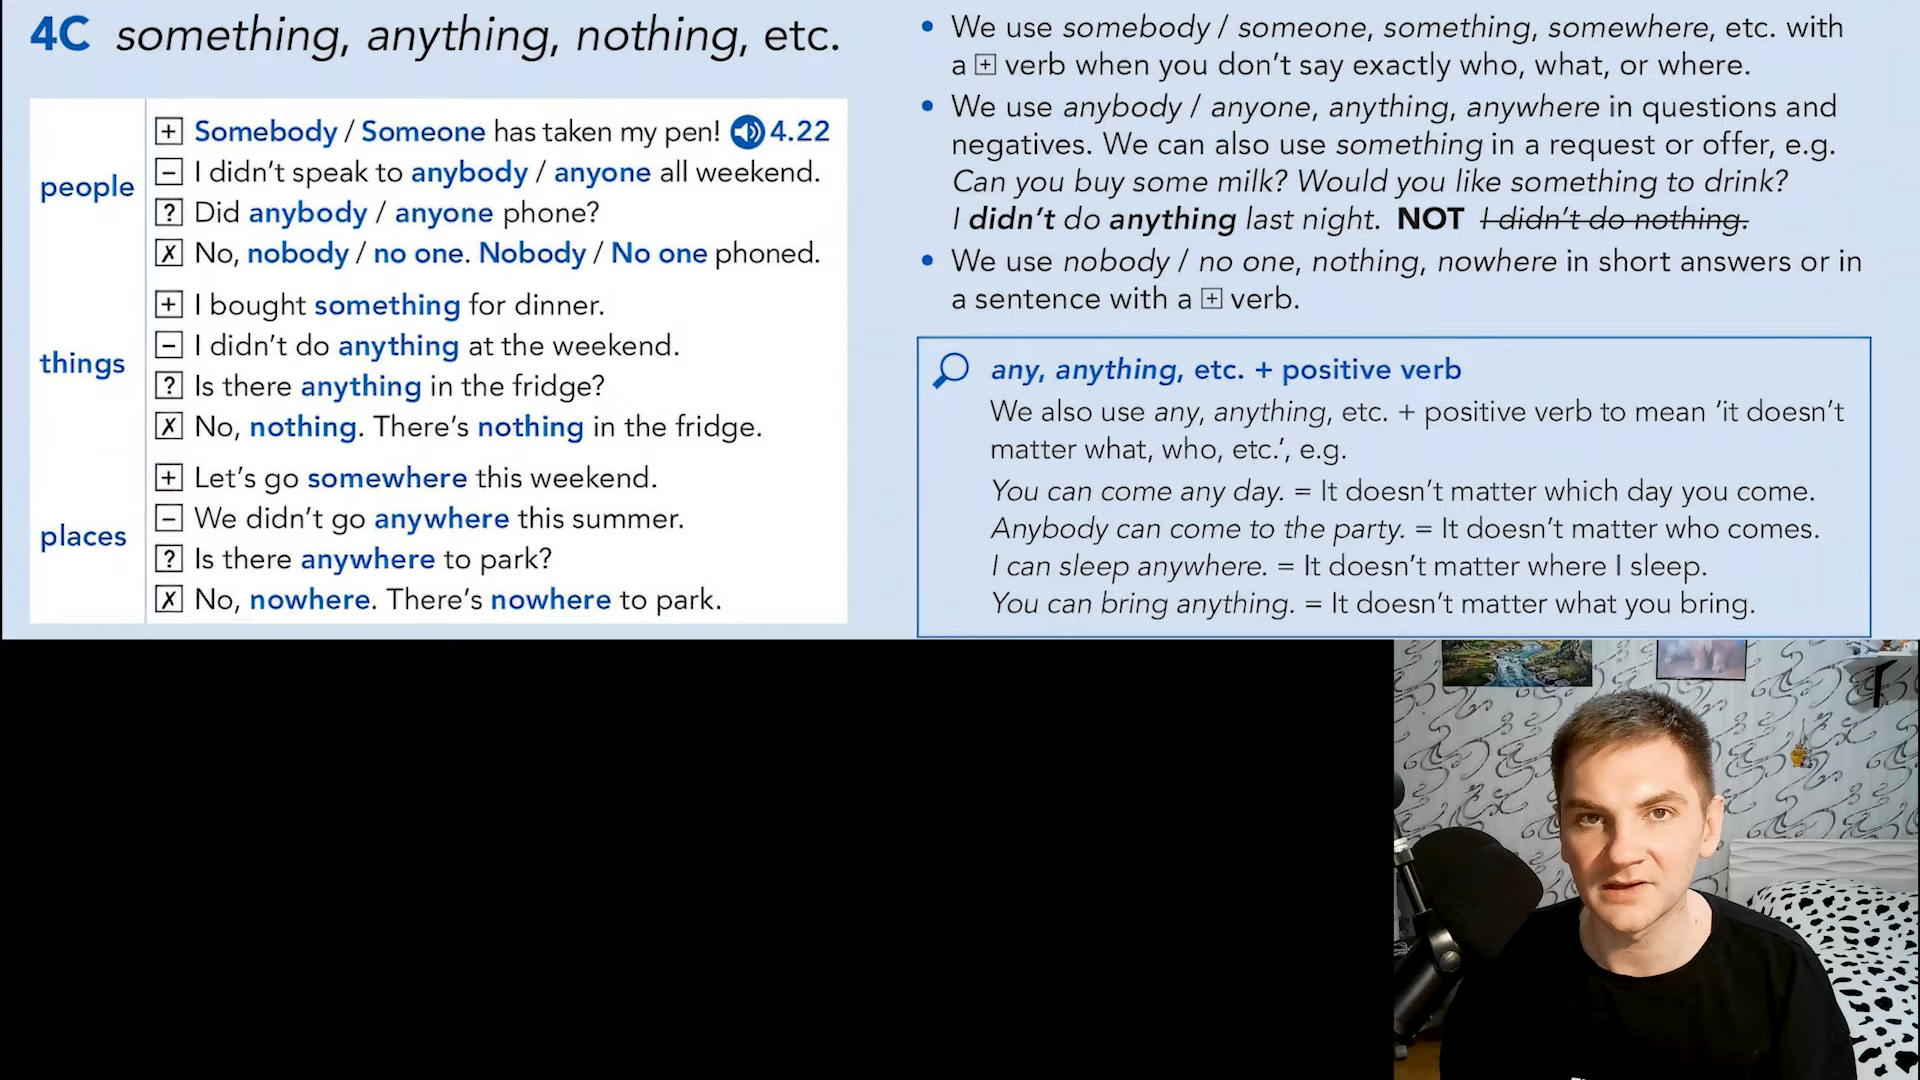 4C something, anything, nothing, etc.
people
+ Somebody / Someone has taken my pen! 4.22
− I didn't speak to anybody / anyone all weekend.
? Did anybody / anyone phone?
✗ No, nobody / no one. Nobody / No one phoned.
things
+ I bought something for dinner.
− I didn't do anything at the weekend.
? Is there anything in the fridge?
✗ No, nothing. There's nothing in the fridge.
places
+ Let's go somewhere this weekend.
− We didn't go anywhere this summer.
? Is there anywhere to park?
✗ No, nowhere. There's nowhere to park.
• We use somebody / someone, something, somewhere, etc. with
a + verb when you don't say exactly who, what, or where.
• We use anybody / anyone, anything, anywhere in questions and
negatives. We can also use something in a request or offer, e.g.
Can you buy some milk? Would you like something to drink?
I didn't do anything last night. NOT I didn't do nothing.
• We use nobody / no one, nothing, nowhere in short answers or in
a sentence with a + verb.
any, anything, etc. + positive verb
We also use any, anything, etc. + positive verb to mean 'it doesn't
matter what, who, etc.', e.g.
You can come any day. = It doesn't matter which day you come.
Anybody can come to the party. = It doesn't matter who comes.
I can sleep anywhere. = It doesn't matter where I sleep.
You can bring anything. = It doesn't matter what you bring.